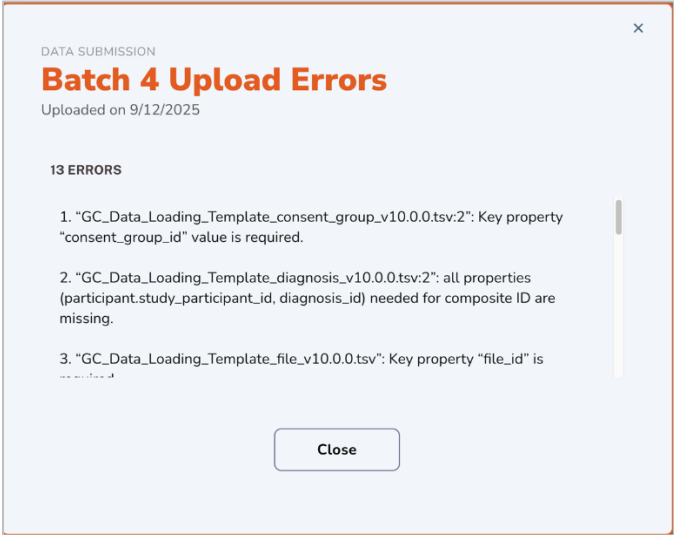 ×
DATA SUBMISSION
Batch 4 Upload Errors
Uploaded on 9/12/2025
13 ERRORS
1. “GC_Data_Loading_Template_consent_group_v10.0.0.tsv:2”: Key property
“consent_group_id” value is required.
2. “GC_Data_Loading_Template_diagnosis_v10.0.0.tsv:2”: all properties
(participant.study_participant_id, diagnosis_id) needed for composite ID are
missing.
3. “GC_Data_Loading_Template_file_v10.0.0.tsv”: Key property “file_id” is
Close